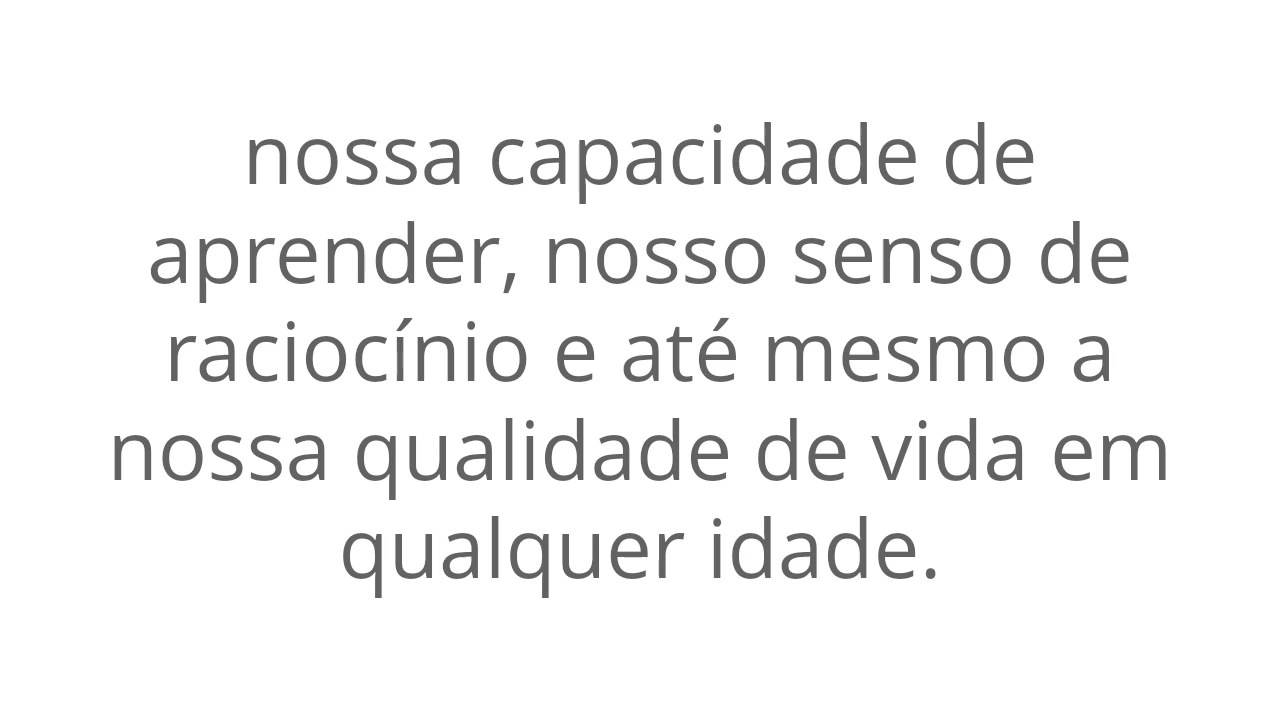 nossa capacidade de
aprender, nosso senso de
raciocínio e até mesmo a
nossa qualidade de vida em
qualquer idade.